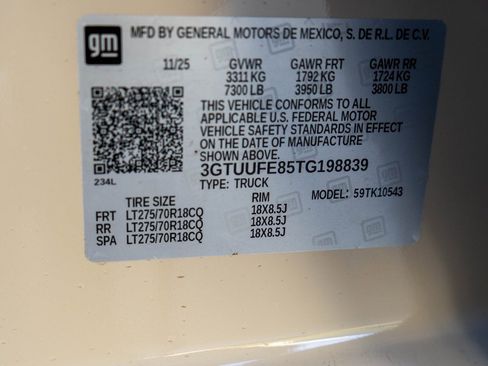 gm
MFD BY GENERAL MOTORS DE MEXICO, S. DE R.L. DE C.V.
11/25 GVWR GAWR FRT GAWR RR
3311 KG 1792 KG 1724 KG
7300 LB 3950 LB 3800 LB
THIS VEHICLE CONFORMS TO ALL
APPLICABLE U.S. FEDERAL MOTOR
VEHICLE SAFETY STANDARDS IN EFFECT
ON THE DATE OF MANUFACTURE
SHOWN ABOVE.
3GTUUFE85TG198839
234L TYPE: TRUCK
TIRE SIZE RIM MODEL: 59TK10543
FRT LT275/70R18CQ 18X8.5J
RR LT275/70R18CQ 18X8.5J
SPA LT275/70R18CQ 18X8.5J